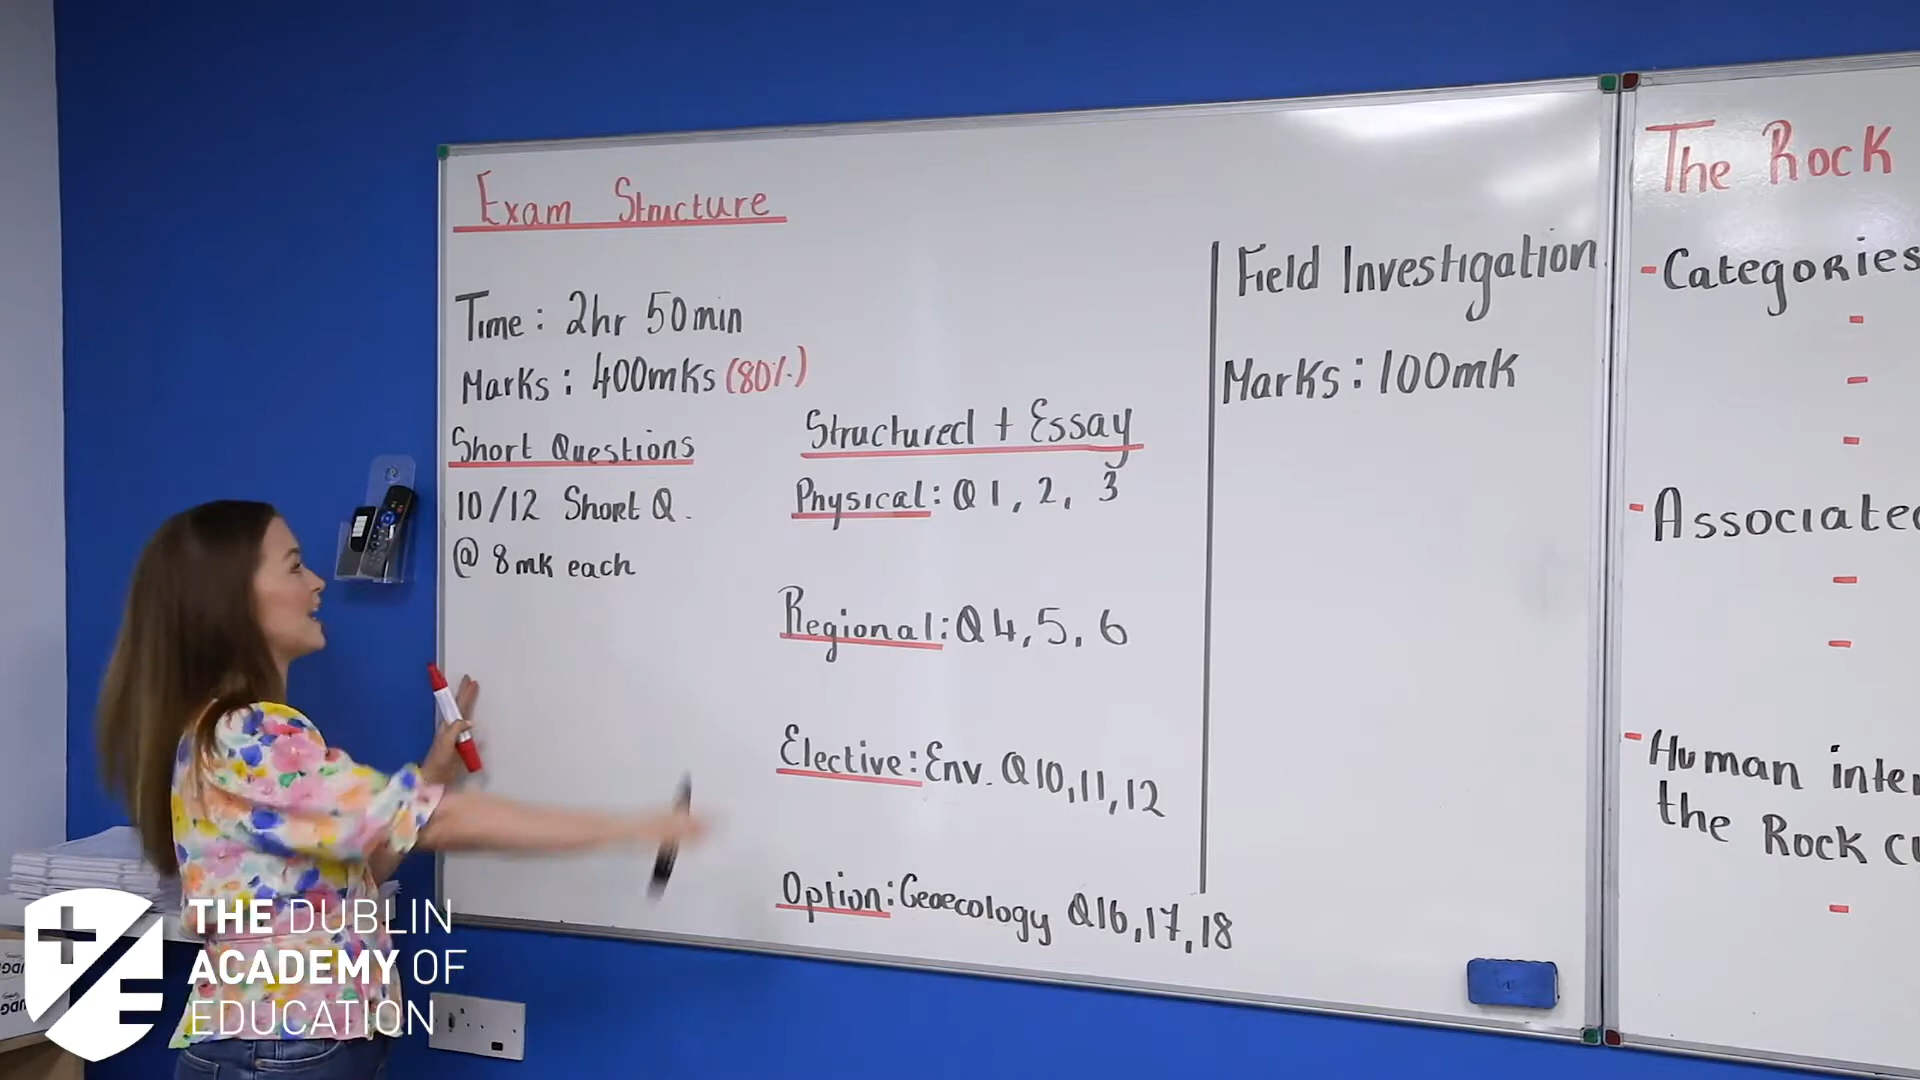 Exam Structure
Time: 2hr 50min
Marks: 400mks (80%)
Short Questions
10/12 Short Q.
@ 8mk each
Structured + Essay
Physical: Q1, 2, 3
Regional: Q4, 5, 6
Elective: Env. Q10, 11, 12
Option: Geoecology Q16, 17, 18
Field Investigation
Marks: 100mk
The Rock
- Categories
-
-
-
- Associate
-
-
- Human inter
the Rock c
-
THE DUBLIN
ACADEMY OF
EDUCATION